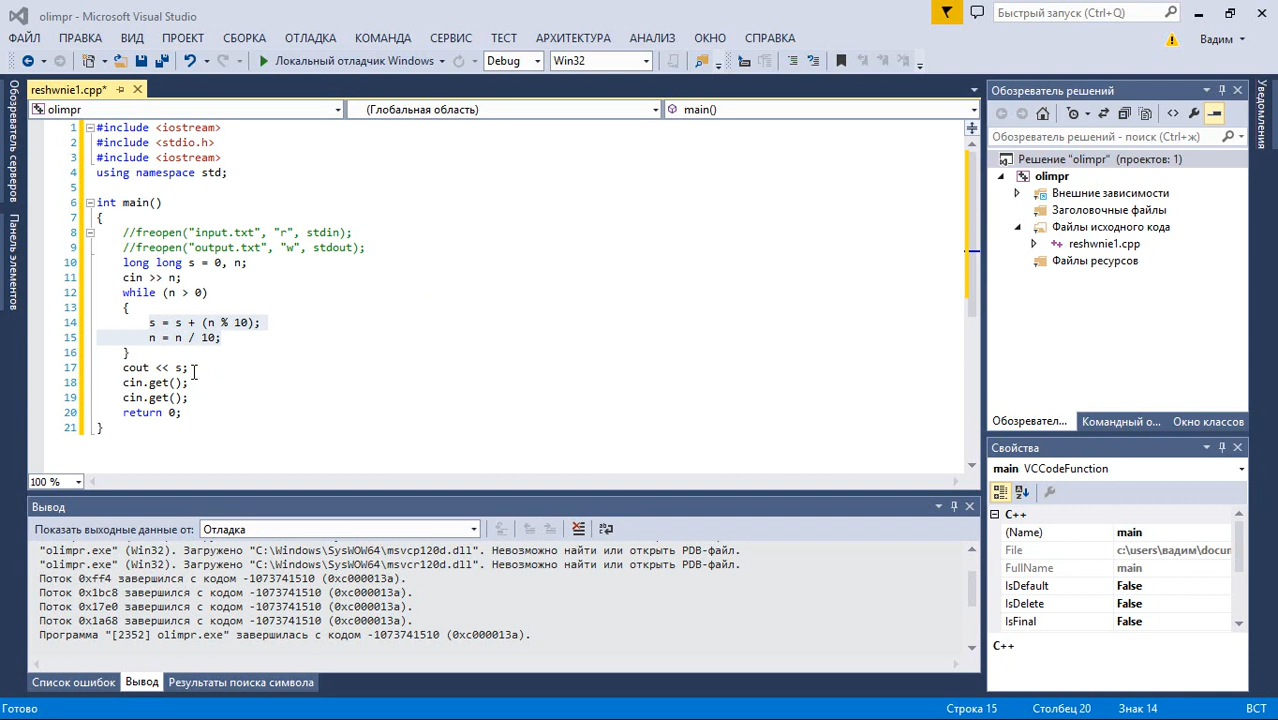 olimpr - Microsoft Visual Studio
Быстрый запуск (Ctrl+Q)
ФАЙЛ ПРАВКА ВИД ПРОЕКТ СБОРКА ОТЛАДКА КОМАНДА СЕРВИС ТЕСТ АРХИТЕКТУРА АНАЛИЗ ОКНО СПРАВКА
Вадим
Локальный отладчик Windows Debug Win32
Обозреватель серверов
Панель элементов
reshwnie1.cpp*
olimpr (Глобальная область) main()
1 #include <iostream>
2 #include <stdio.h>
3 #include <iostream>
4 using namespace std;
5
6 int main()
7 {
8 //freopen("input.txt", "r", stdin);
9 //freopen("output.txt", "w", stdout);
10 long long s = 0, n;
11 cin >> n;
12 while (n > 0)
13 {
14 s = s + (n % 10);
15 n = n / 10;
16 }
17 cout << s;
18 cin.get();
19 cin.get();
20 return 0;
21 }
100 %
Вывод
Показать выходные данные от: Отладка
"olimpr.exe" (Win32). Загружено "C:\Windows\SysWOW64\msvcp120d.dll". Невозможно найти или открыть PDB-файл.
"olimpr.exe" (Win32). Загружено "C:\Windows\SysWOW64\msvcr120d.dll". Невозможно найти или открыть PDB-файл.
Поток 0xff4 завершился с кодом -1073741510 (0xc000013a).
Поток 0x1bc8 завершился с кодом -1073741510 (0xc000013a).
Поток 0x17e0 завершился с кодом -1073741510 (0xc000013a).
Поток 0x1a68 завершился с кодом -1073741510 (0xc000013a).
Программа "[2352] olimpr.exe" завершилась с кодом -1073741510 (0xc000013a).
Список ошибок Вывод Результаты поиска символа
Обозреватель решений
Обозреватель решений - поиск (Ctrl+ж)
Решение "olimpr" (проектов: 1)
olimpr
Внешние зависимости
Заголовочные файлы
Файлы исходного кода
reshwnie1.cpp
Файлы ресурсов
Обозревател... Командный о... Окно классов
Свойства
main VCCodeFunction
C++
(Name) main
File c:\users\вадим\docun
FullName main
IsDefault False
IsDelete False
IsFinal False
C++
Уведомления
Готово Строка 15 Столбец 20 Знак 14 ВСТ